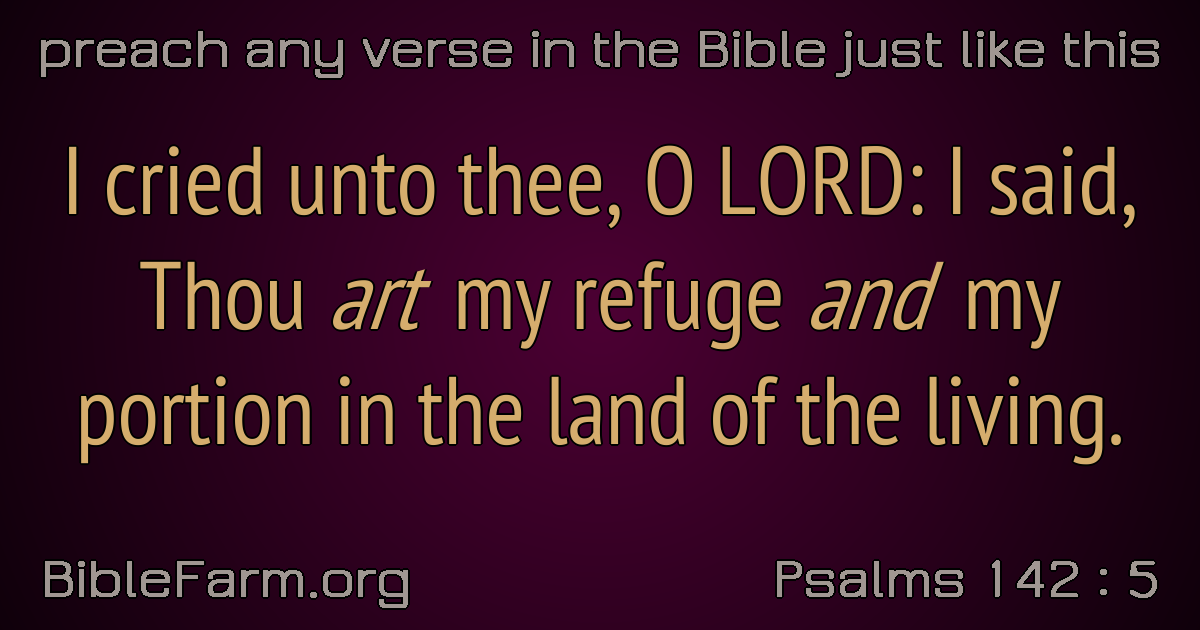 preach any verse in the Bible just like this
I cried unto thee, O LORD: I said,
Thou art my refuge and my
portion in the land of the living.
BibleFarm.org
Psalms 142 : 5